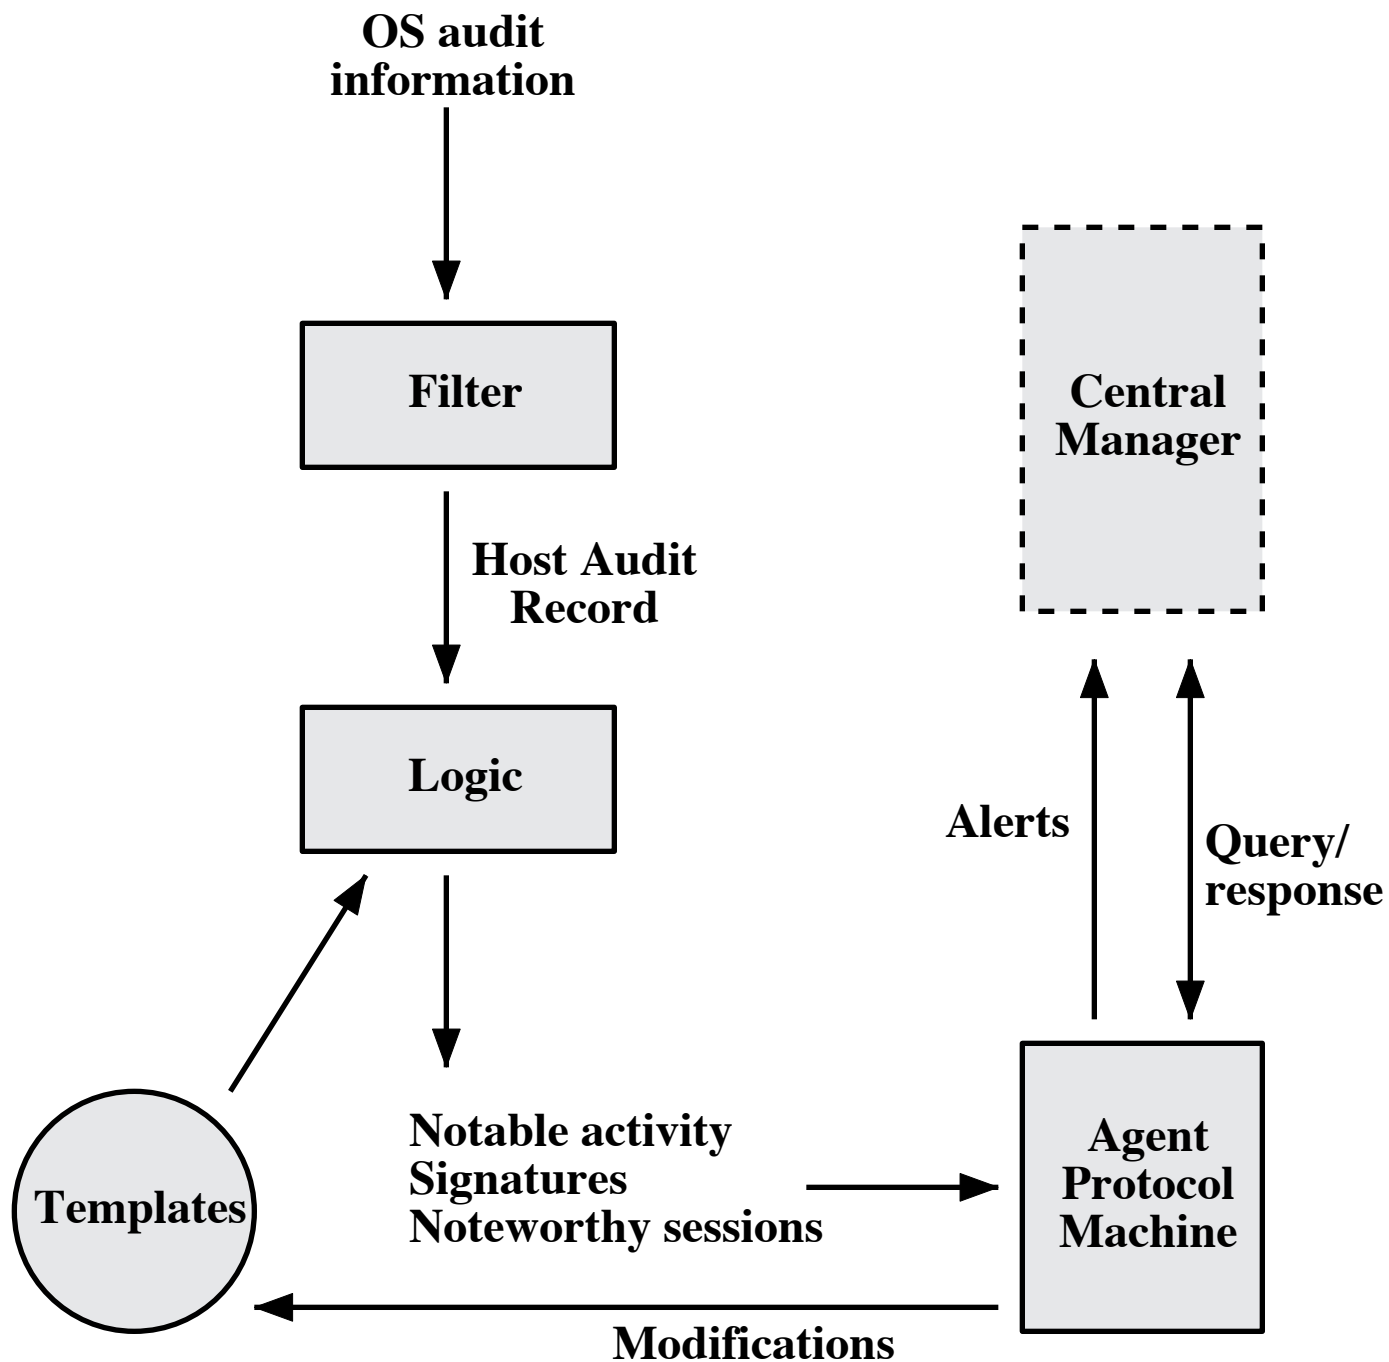 OS audit
information
Filter
Central
Manager
Host Audit
Record
Logic
Alerts
Query/
response
Notable activity
Signatures
Noteworthy sessions
Templates
Agent
Protocol
Machine
Modifications